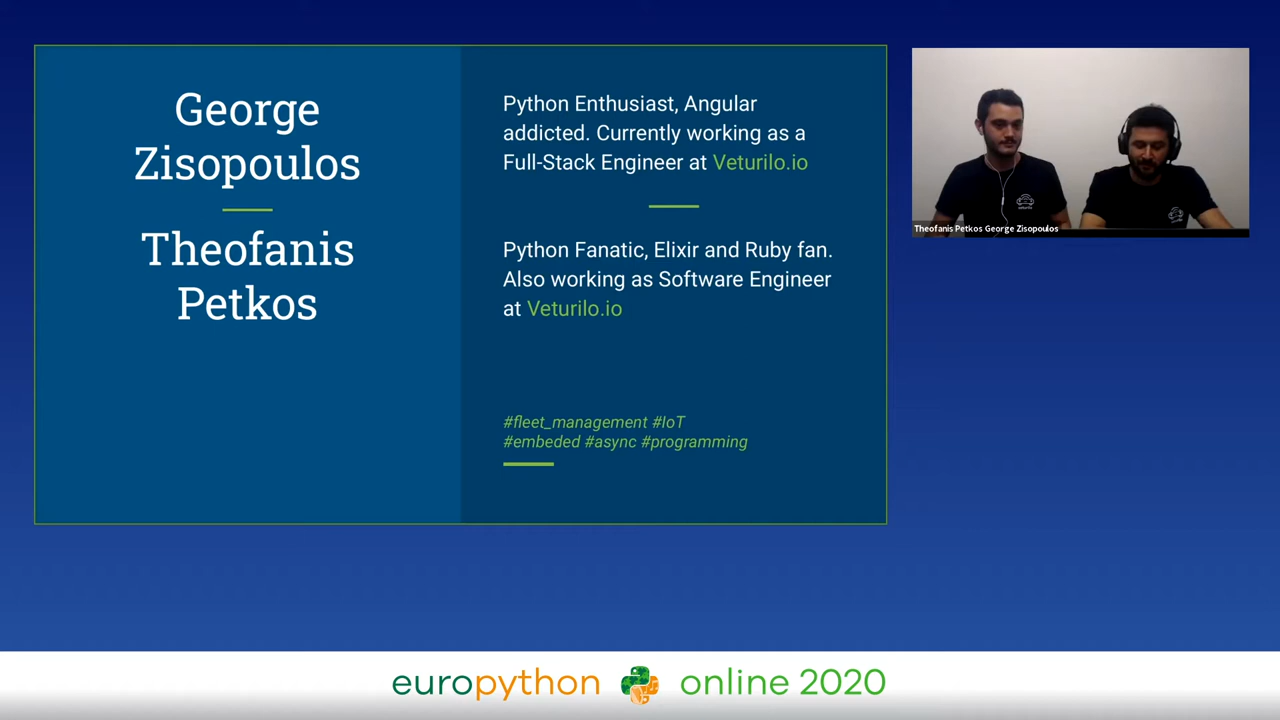 George
Zisopoulos
Theofanis
Petkos
Python Enthusiast, Angular
addicted. Currently working as a
Full-Stack Engineer at Veturilo.io
Python Fanatic, Elixir and Ruby fan.
Also working as Software Engineer
at Veturilo.io
#fleet_management #IoT
#embeded #async #programming
Theofanis Petkos George Zisopoulos
veturilo
europython online 2020